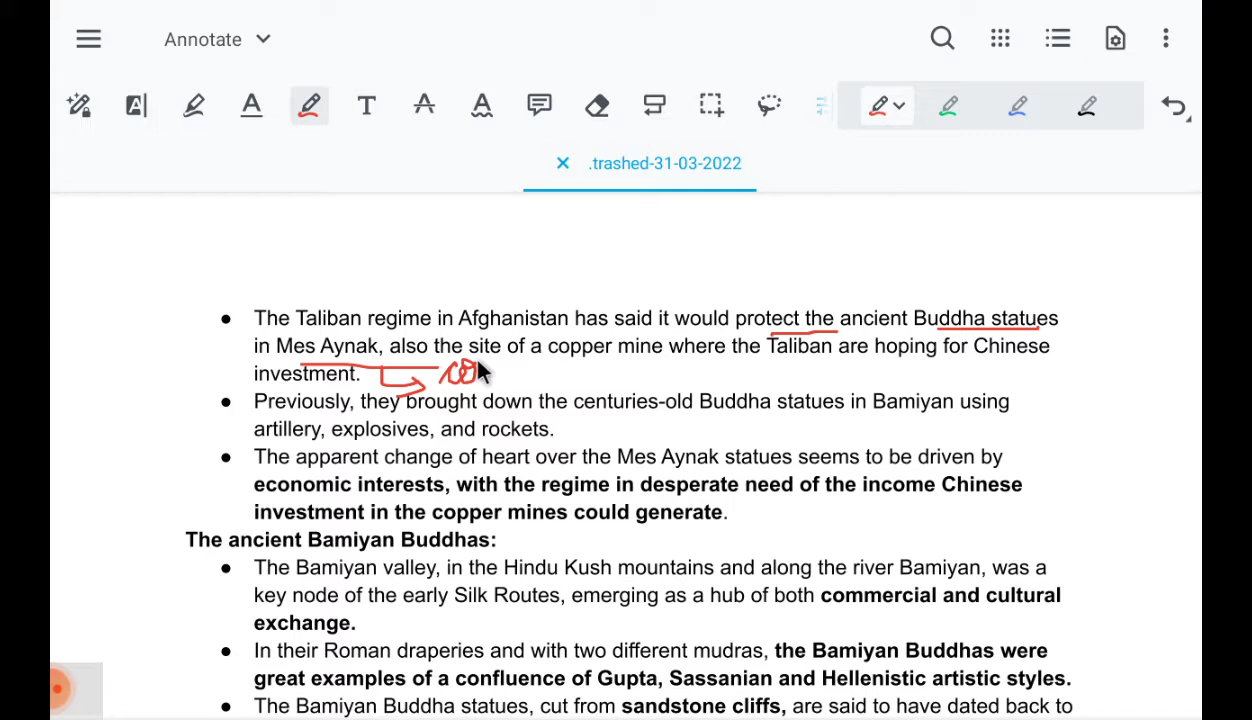 Annotate
A
A
T
A
A
.trashed-31-03-2022
● The Taliban regime in Afghanistan has said it would protect the ancient Buddha statues
in Mes Aynak, also the site of a copper mine where the Taliban are hoping for Chinese
investment.
● Previously, they brought down the centuries-old Buddha statues in Bamiyan using
artillery, explosives, and rockets.
● The apparent change of heart over the Mes Aynak statues seems to be driven by
economic interests, with the regime in desperate need of the income Chinese
investment in the copper mines could generate.
The ancient Bamiyan Buddhas:
● The Bamiyan valley, in the Hindu Kush mountains and along the river Bamiyan, was a
key node of the early Silk Routes, emerging as a hub of both commercial and cultural
exchange.
● In their Roman draperies and with two different mudras, the Bamiyan Buddhas were
great examples of a confluence of Gupta, Sassanian and Hellenistic artistic styles.
● The Bamiyan Buddha statues, cut from sandstone cliffs, are said to have dated back to